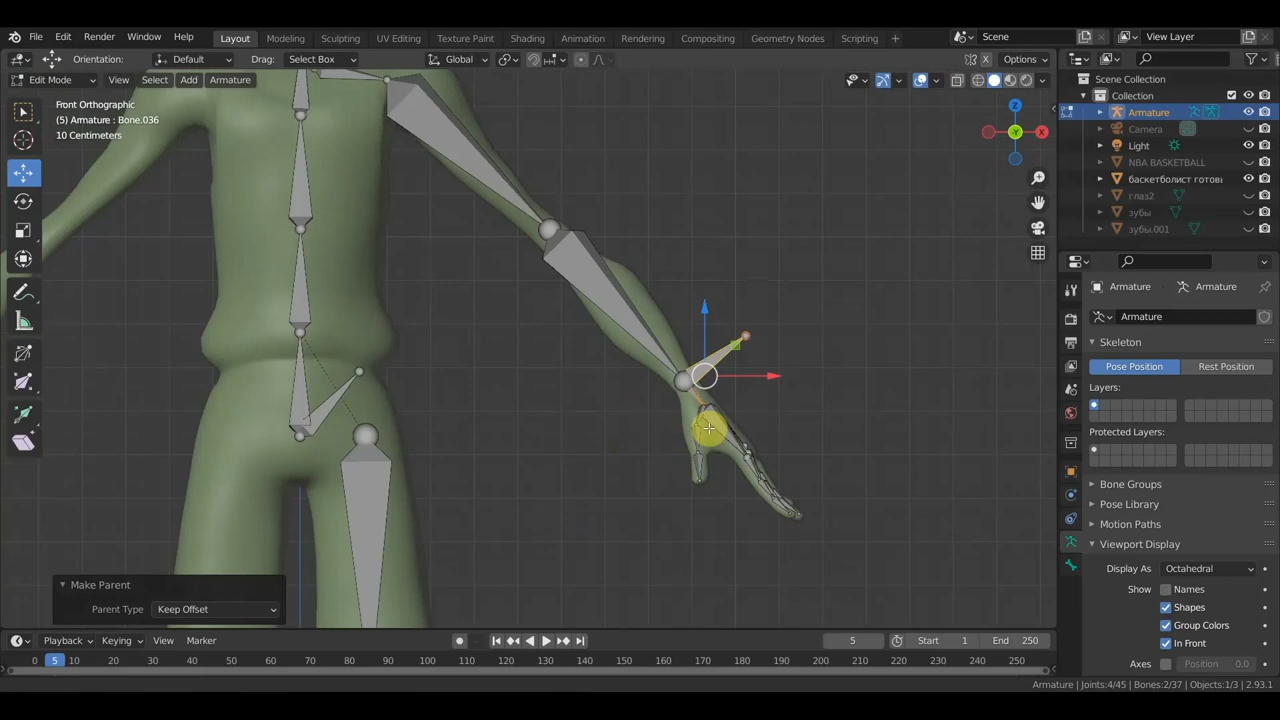 File Edit Render Window Help Layout Modeling Sculpting UV Editing Texture Paint Shading Animation Rendering Compositing Geometry Nodes Scripting + Scene View Layer
Orientation: Default Drag: Select Box Global Options
Edit Mode View Select Add Armature
Front Orthographic
(5) Armature : Bone.036
10 Centimeters
Z
X
-Y
Scene Collection
Collection
Armature
Camera
Light
NBA BASKETBALL
баскетболист готовь
глаз2
зубы
зубы.001
Armature Armature
Armature
Skeleton
Pose Position Rest Position
Layers:
Protected Layers:
Bone Groups
Pose Library
Motion Paths
Viewport Display
Display As Octahedral
Show Names
Shapes
Group Colors
In Front
Axes Position 0.0
Make Parent
Parent Type Keep Offset
Playback Keying View Marker 5 Start 1 End 250
0 5 10 20 30 40 50 60 70 80 90 100 110 120 130 140 150 160 170 180 190 200 210 220 230 240 250
Armature | Joints:4/45 | Bones:2/37 | Objects:1/3 | 2.93.1